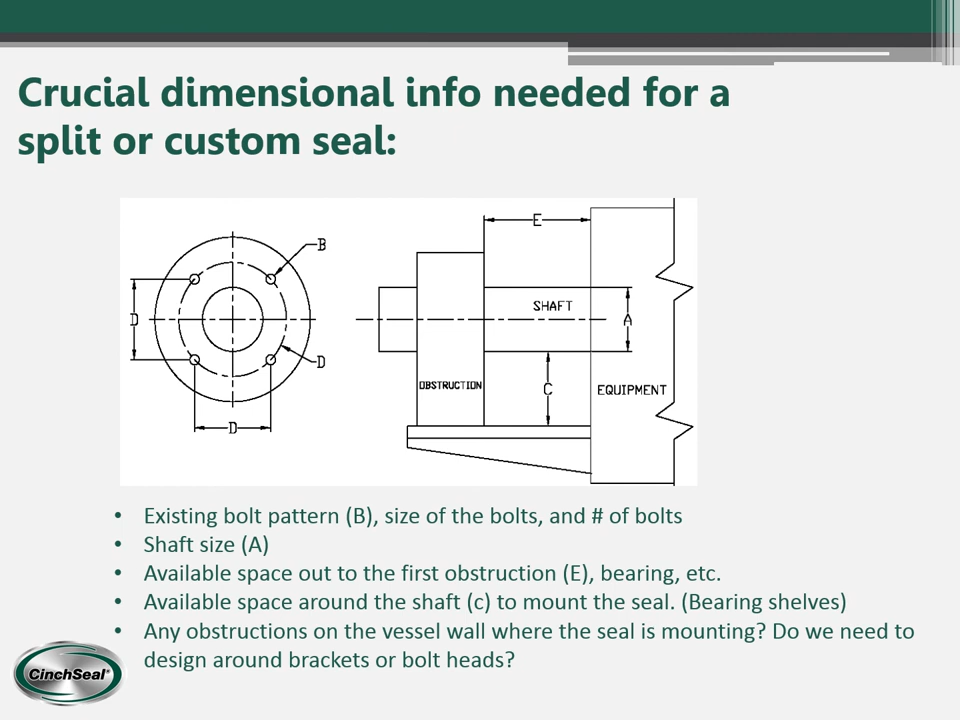 Crucial dimensional info needed for a
split or custom seal:
B
E
D
SHAFT
A
D
OBSTRUCTION
C
EQUIPMENT
D
• Existing bolt pattern (B), size of the bolts, and # of bolts
• Shaft size (A)
• Available space out to the first obstruction (E), bearing, etc.
• Available space around the shaft (c) to mount the seal. (Bearing shelves)
• Any obstructions on the vessel wall where the seal is mounting? Do we need to
design around brackets or bolt heads?
CinchSeal®